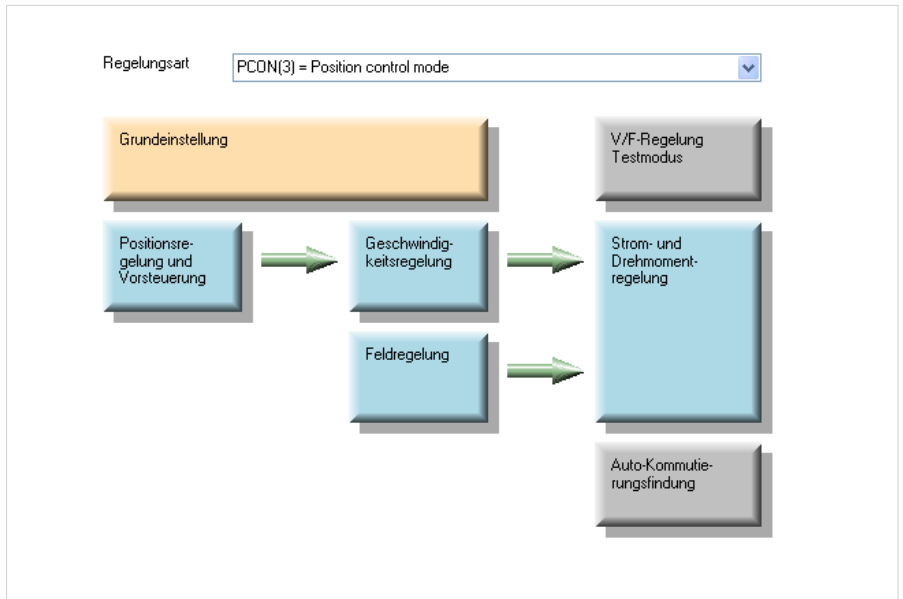 Regelungsart
PCON(3) = Position control mode
Grundeinstellung
V/F-Regelung
Testmodus
Positionsre-
gelung und
Vorsteuerung
Geschwindig-
keitsregelung
Strom- und
Drehmoment-
regelung
Feldregelung
Auto-Kommutie-
rungsfindung